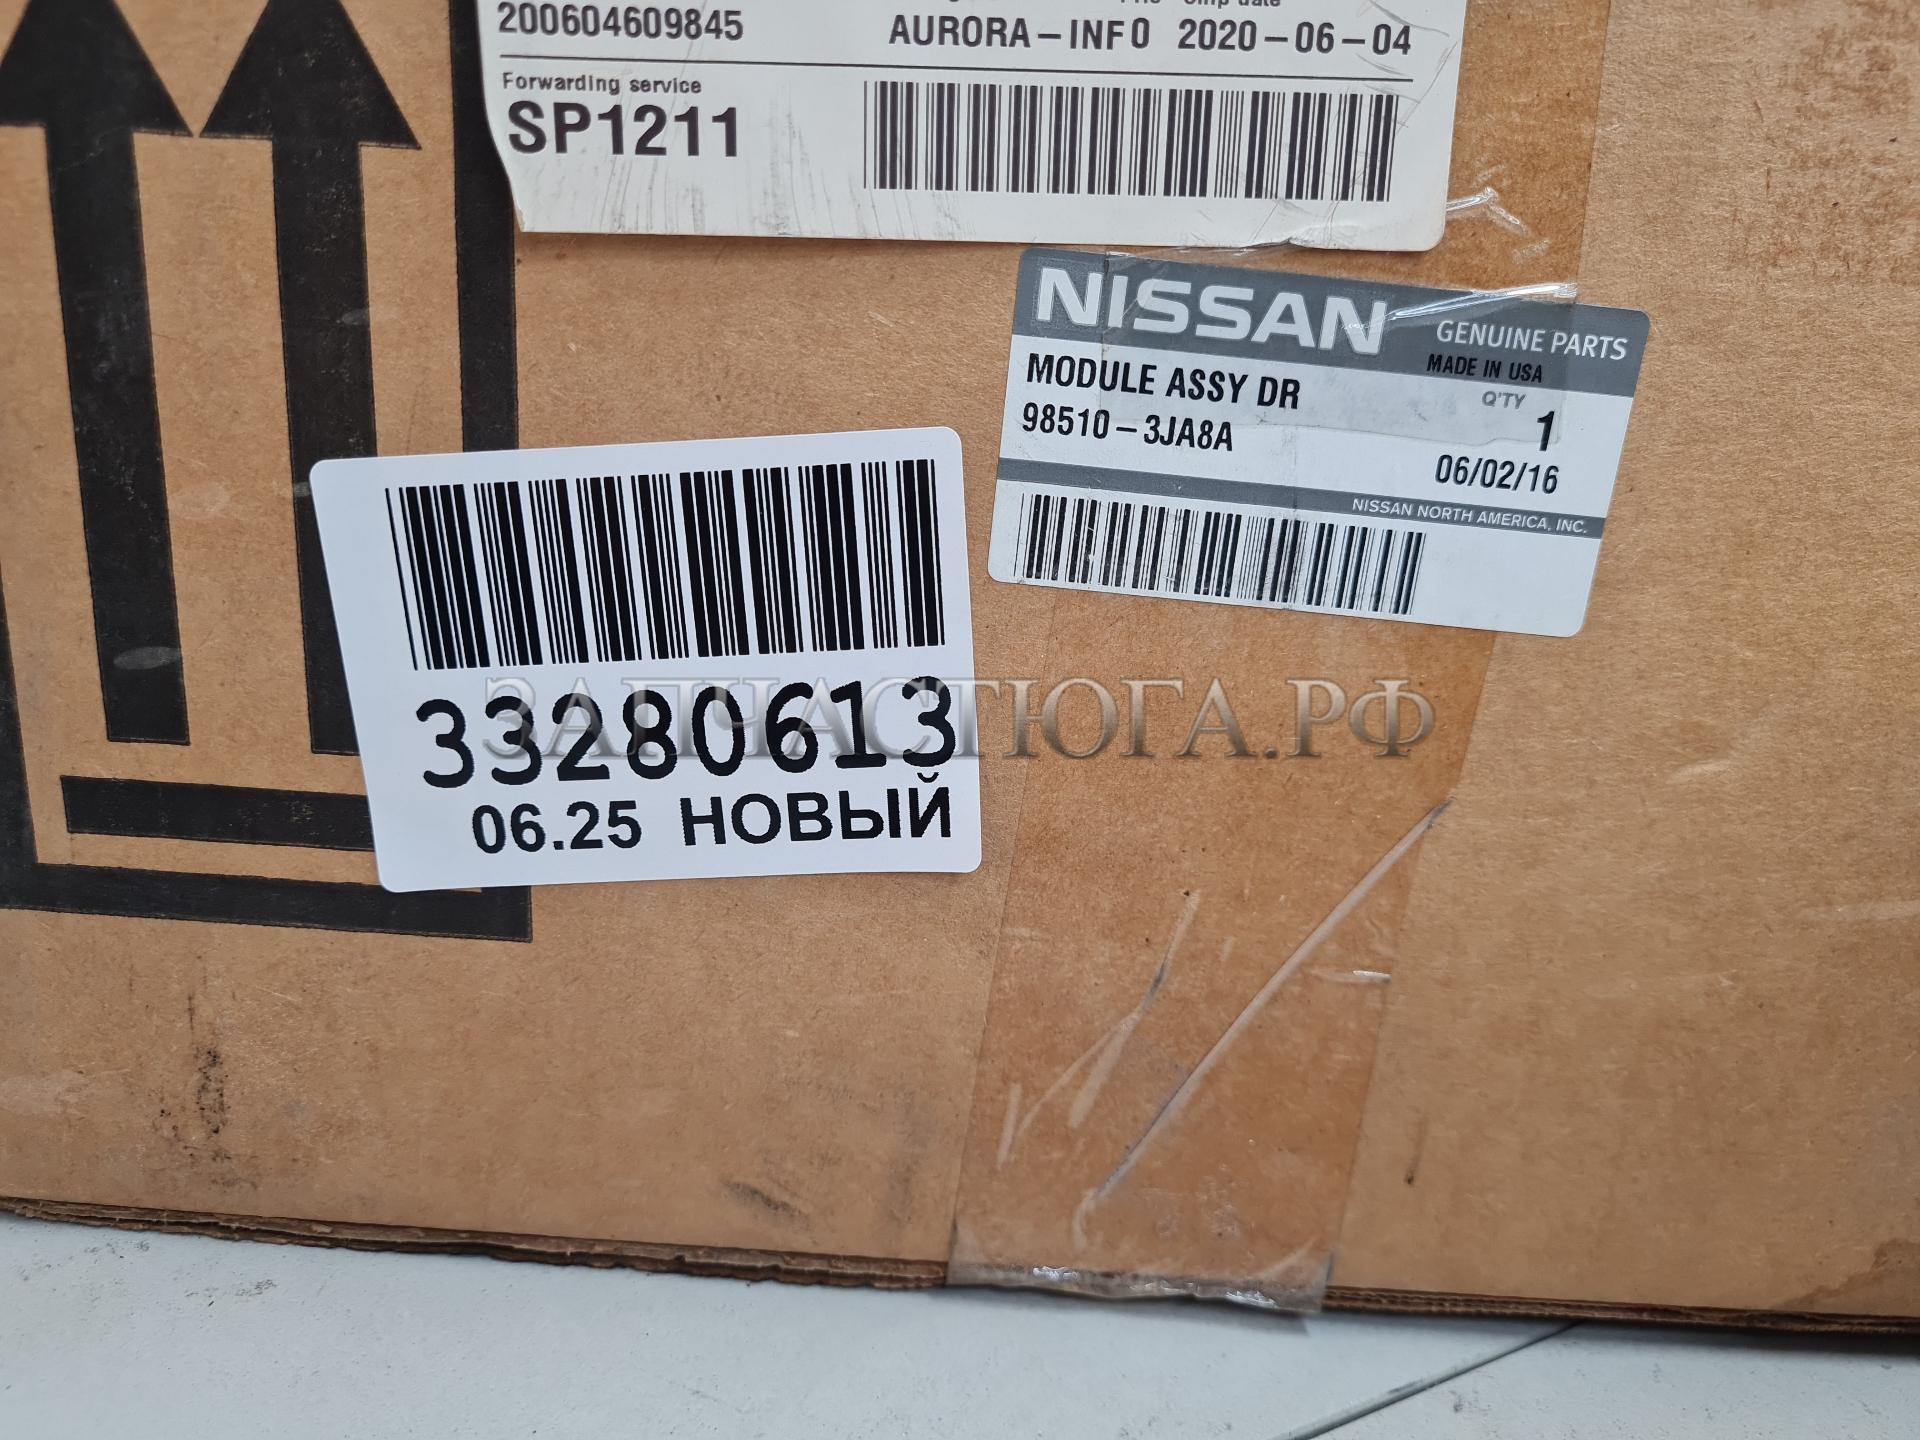 200604609845
AURORA-INFO 2020-06-04
Forwarding service
SP1211
NISSAN
GENUINE PARTS
MADE IN USA
MODULE ASSY DR
Q'TY
98510-3JA8A
1
06/02/16
NISSAN NORTH AMERICA, INC.
33280613
06.25 НОВЫЙ
ЗАПЧАСТЮГА.РФ